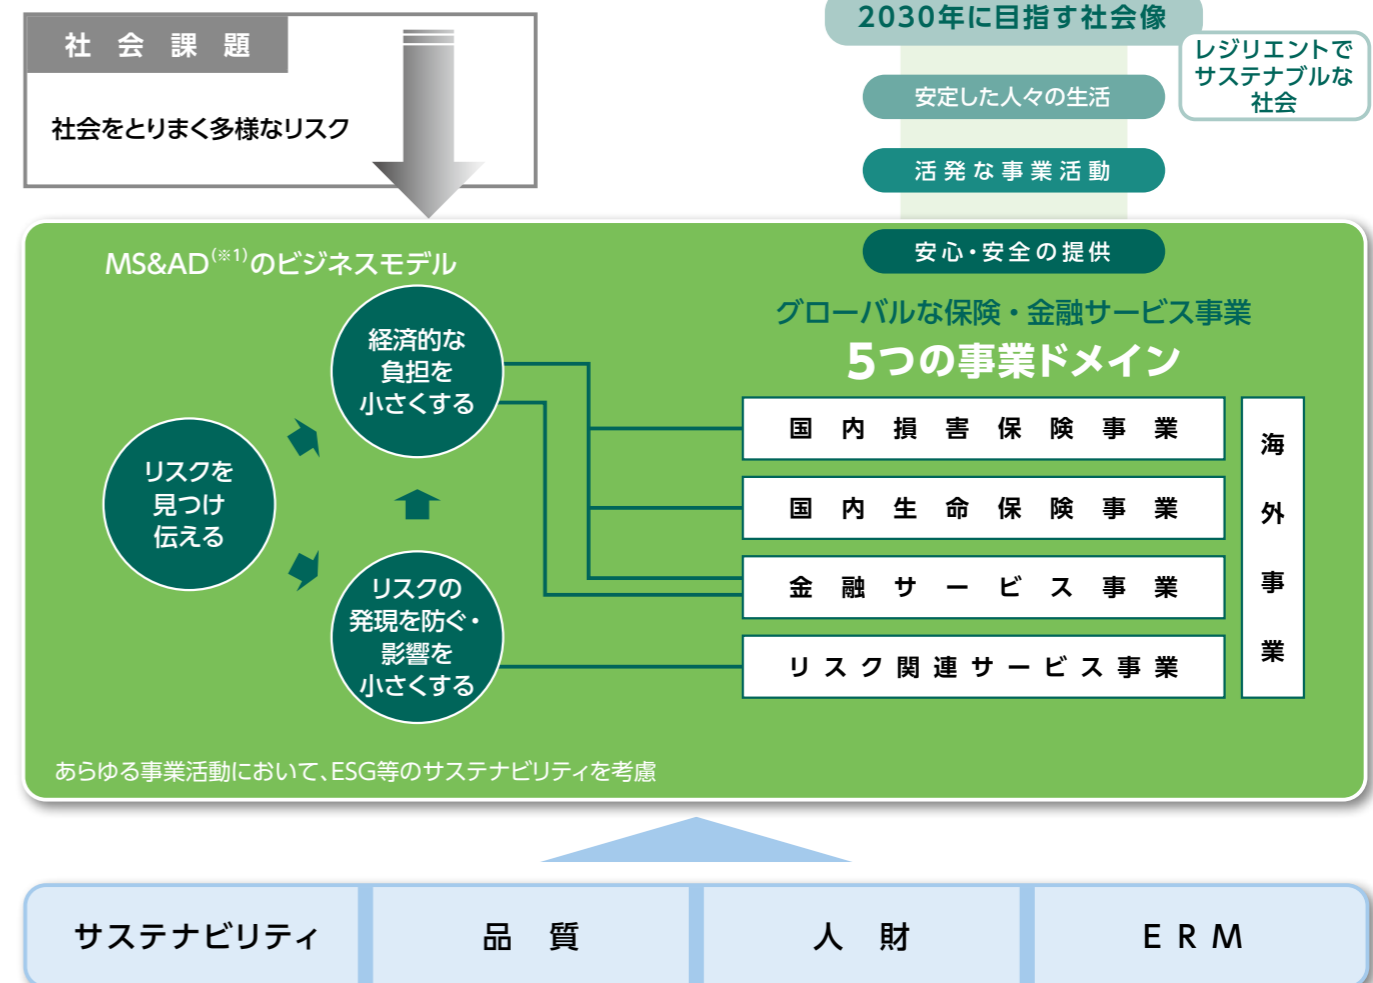 社会課題
社会をとりまく多様なリスク
2030年に目指す社会像
レジリエントで
サステナブルな
社会
安定した人々の生活
活発な事業活動
安心・安全の提供
MS&AD(※1)のビジネスモデル
経済的な
負担を
小さくする
リスクを
見つけ
伝える
リスクの
発現を防ぐ・
影響を
小さくする
グローバルな保険・金融サービス事業
5つの事業ドメイン
国内損害保険事業
国内生命保険事業
金融サービス事業
リスク関連サービス事業
海外事業
あらゆる事業活動において、ESG等のサステナビリティを考慮
サステナビリティ
品質
人財
ERM